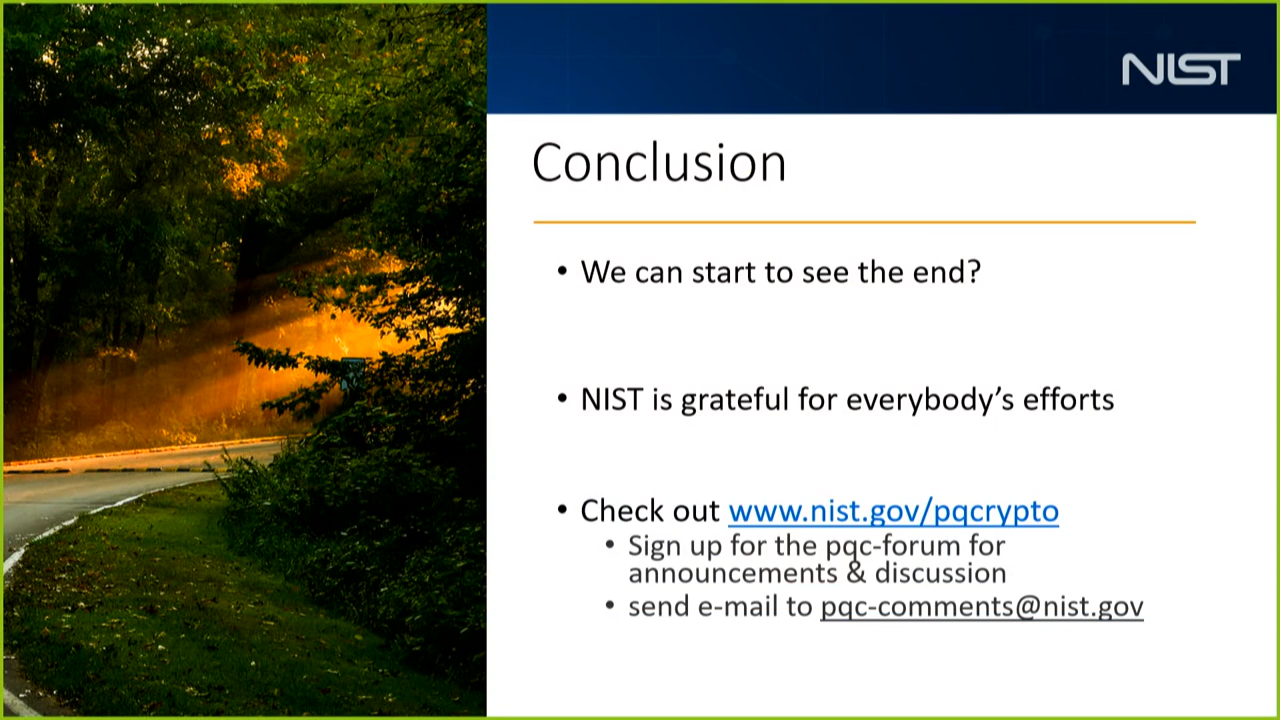 NIST
Conclusion
• We can start to see the end?
• NIST is grateful for everybody’s efforts
• Check out www.nist.gov/pqcrypto
• Sign up for the pqc-forum for
announcements & discussion
• send e-mail to pqc-comments@nist.gov